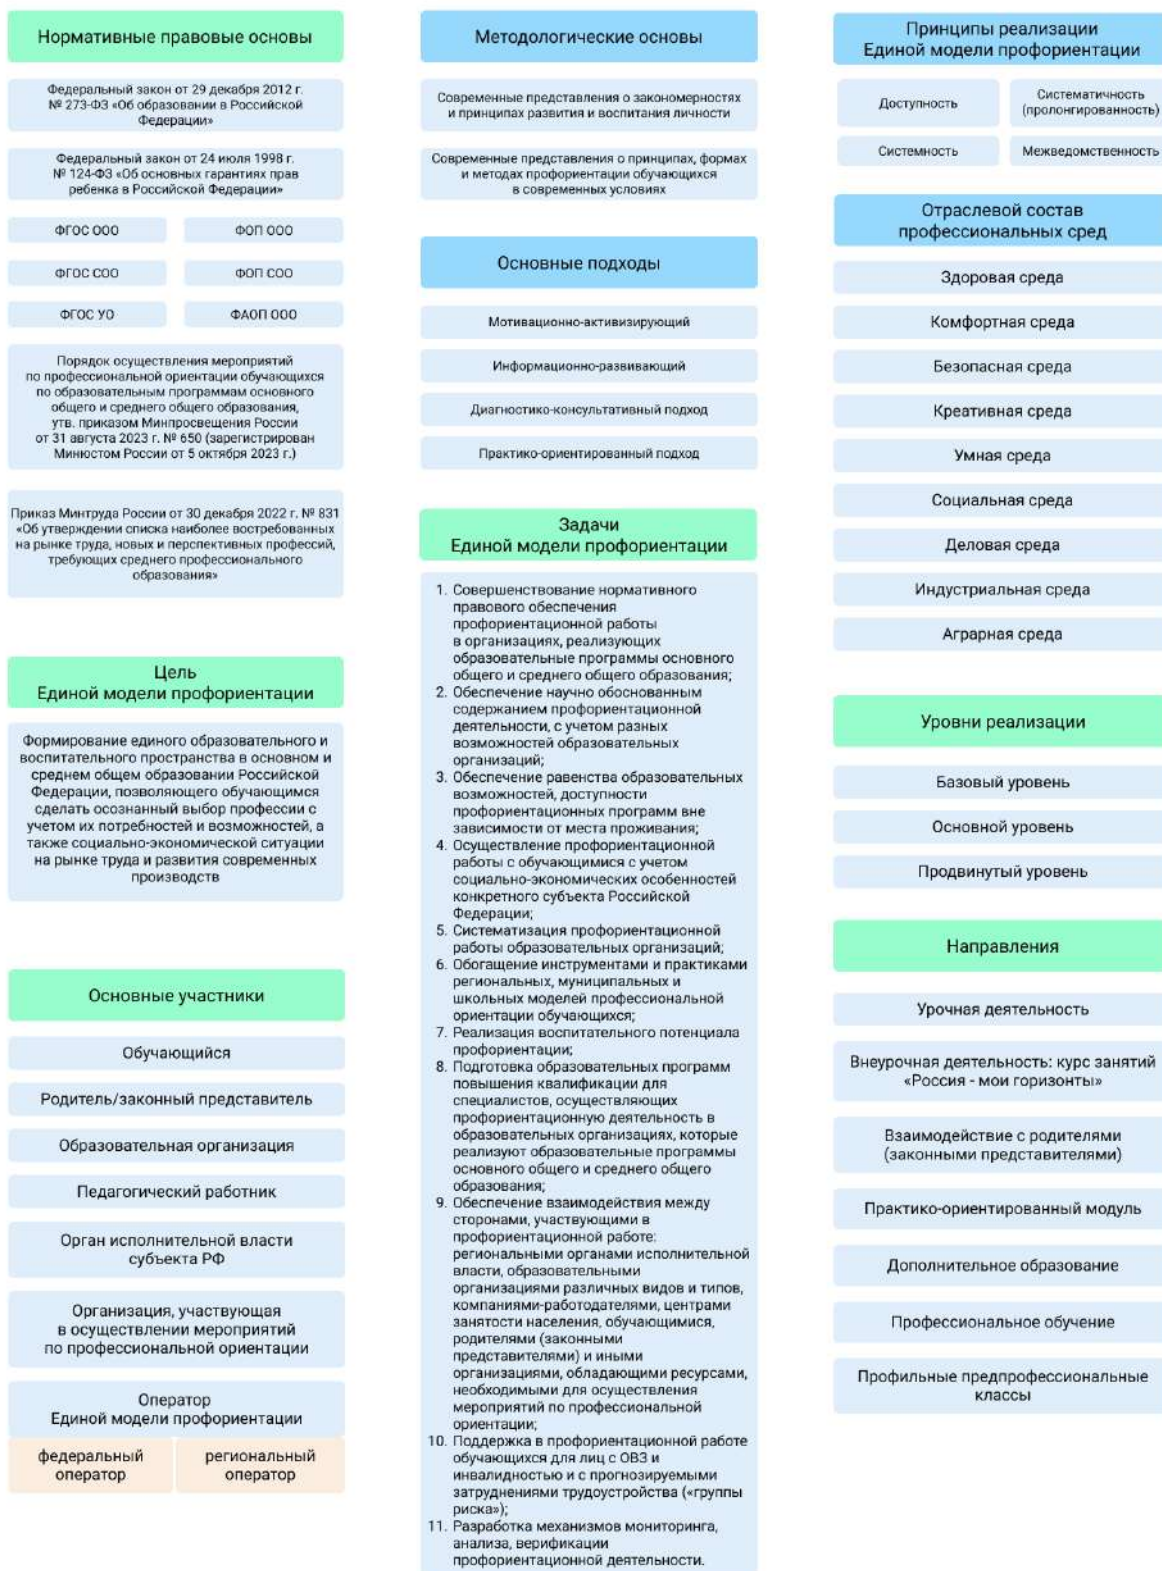 Нормативные правовые основы
Федеральный закон от 29 декабря 2012 г.
№ 273-ФЗ «Об образовании в Российской
Федерации»
Федеральный закон от 24 июля 1998 г.
№ 124-ФЗ «Об основных гарантиях прав
ребенка в Российской Федерации»
ФГОС ООО
ФОП ООО
ФГОС СОО
ФОП СОО
ФГОС УО
ФАОП ООО
Порядок осуществления мероприятий
по профессиональной ориентации обучающихся
по образовательным программам основного
общего и среднего общего образования,
утв. приказом Минпросвещения России
от 31 августа 2023 г. № 650 (зарегистрирован
Минюстом России от 5 октября 2023 г.)
Приказ Минтруда России от 30 декабря 2022 г. № 831
«Об утверждении списка наиболее востребованных
на рынке труда, новых и перспективных профессий,
требующих среднего профессионального
образования»
Цель
Единой модели профориентации
Формирование единого образовательного и
воспитательного пространства в основном и
среднем общем образовании Российской
Федерации, позволяющего обучающимся
сделать осознанный выбор профессии с
учетом их потребностей и возможностей, а
также социально-экономической ситуации
на рынке труда и развития современных
производств
Основные участники
Обучающийся
Родитель/законный представитель
Образовательная организация
Педагогический работник
Орган исполнительной власти
субъекта РФ
Организация, участвующая
в осуществлении мероприятий
по профессиональной ориентации
Оператор
Единой модели профориентации
федеральный
оператор
региональный
оператор
Методологические основы
Современные представления о закономерностях
и принципах развития и воспитания личности
Современные представления о принципах, формах
и методах профориентации обучающихся
в современных условиях
Основные подходы
Мотивационно-активизирующий
Информационно-развивающий
Диагностико-консультативный подход
Практико-ориентированный подход
Задачи
Единой модели профориентации
1. Совершенствование нормативного
правового обеспечения
профориентационной работы
в организациях, реализующих
образовательные программы основного
общего и среднего общего образования;
2. Обеспечение научно обоснованным
содержанием профориентационной
деятельности, с учетом разных
возможностей образовательных
организаций;
3. Обеспечение равенства образовательных
возможностей, доступности
профориентационных программ вне
зависимости от места проживания;
4. Осуществление профориентационной
работы с обучающимися с учетом
социально-экономических особенностей
конкретного субъекта Российской
Федерации;
5. Систематизация профориентационной
работы образовательных организаций;
6. Обогащение инструментами и практиками
региональных, муниципальных и
школьных моделей профессиональной
ориентации обучающихся;
7. Реализация воспитательного потенциала
профориентации;
8. Подготовка образовательных программ
повышения квалификации для
специалистов, осуществляющих
профориентационную деятельность в
образовательных организациях, которые
реализуют образовательные программы
основного общего и среднего общего
образования;
9. Обеспечение взаимодействия между
сторонами, участвующими в
профориентационной работе:
региональными органами исполнительной
власти, образовательными
организациями различных видов и типов,
компаниями-работодателями, центрами
занятости населения, обучающимися,
родителями (законными
представителями) и иными
организациями, обладающими ресурсами,
необходимыми для осуществления
мероприятий по профессиональной
ориентации;
10. Поддержка в профориентационной работе
обучающихся для лиц с ОВЗ и
инвалидностью и с прогнозируемыми
затруднениями трудоустройства («группы
риска»);
11. Разработка механизмов мониторинга,
анализа, верификации
профориентационной деятельности.
Принципы реализации
Единой модели профориентации
Доступность
Систематичность
(пролонгированность)
Системность
Межведомственность
Отраслевой состав
профессиональных сред
Здоровая среда
Комфортная среда
Безопасная среда
Креативная среда
Умная среда
Социальная среда
Деловая среда
Индустриальная среда
Аграрная среда
Уровни реализации
Базовый уровень
Основной уровень
Продвинутый уровень
Направления
Урочная деятельность
Внеурочная деятельность: курс занятий
«Россия - мои горизонты»
Взаимодействие с родителями
(законными представителями)
Практико-ориентированный модуль
Дополнительное образование
Профессиональное обучение
Профильные предпрофессиональные
классы